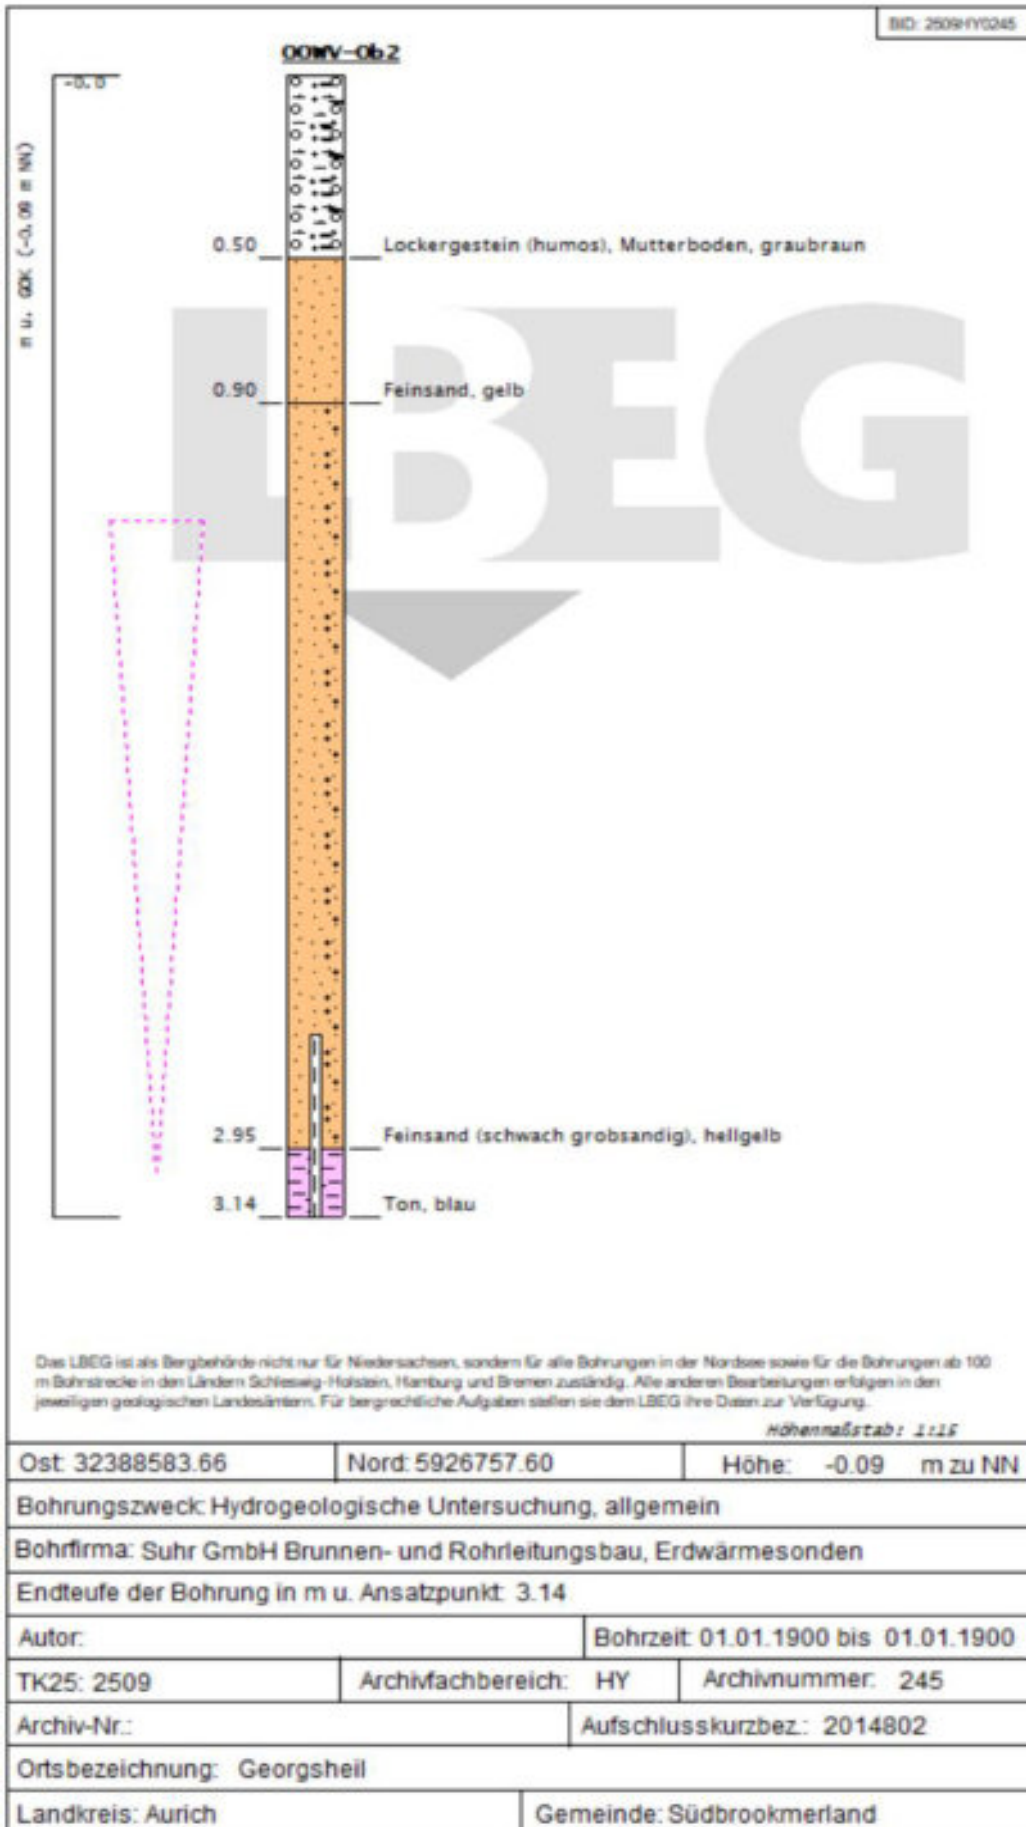 BID: 2509HY0245
OOWV-Ob2
-0.0
m u. GOK (-0.09 m NN)
0.50 Lockergestein (humos), Mutterboden, graubraun
LBEG
0.90 Feinsand, gelb
2.95 Feinsand (schwach grobsandig), hellgelb
3.14 Ton, blau
Das LBEG ist als Bergbehörde nicht nur für Niedersachsen, sondern für alle Bohrungen in der Nordsee sowie für die Bohrungen ab 100
m Bohrstrecke in den Ländern Schleswig-Holstein, Hamburg und Bremen zuständig. Alle anderen Bearbeitungen erfolgen in den
jeweiligen geologischen Landesämtern. Für bergrechtliche Aufgaben stellen sie dem LBEG ihre Daten zur Verfügung.
Höhenmaßstab: 1:15
Ost: 32388583.66 Nord: 5926757.60 Höhe: -0.09 m zu NN
Bohrungszweck: Hydrogeologische Untersuchung, allgemein
Bohrfirma: Suhr GmbH Brunnen- und Rohrleitungsbau, Erdwärmesonden
Endteufe der Bohrung in m u. Ansatzpunkt: 3.14
Autor: Bohrzeit: 01.01.1900 bis 01.01.1900
TK25: 2509 Archivfachbereich: HY Archivnummer: 245
Archiv-Nr.: Aufschlusskurzbez.: 2014802
Ortsbezeichnung: Georgsheil
Landkreis: Aurich Gemeinde: Südbrookmerland